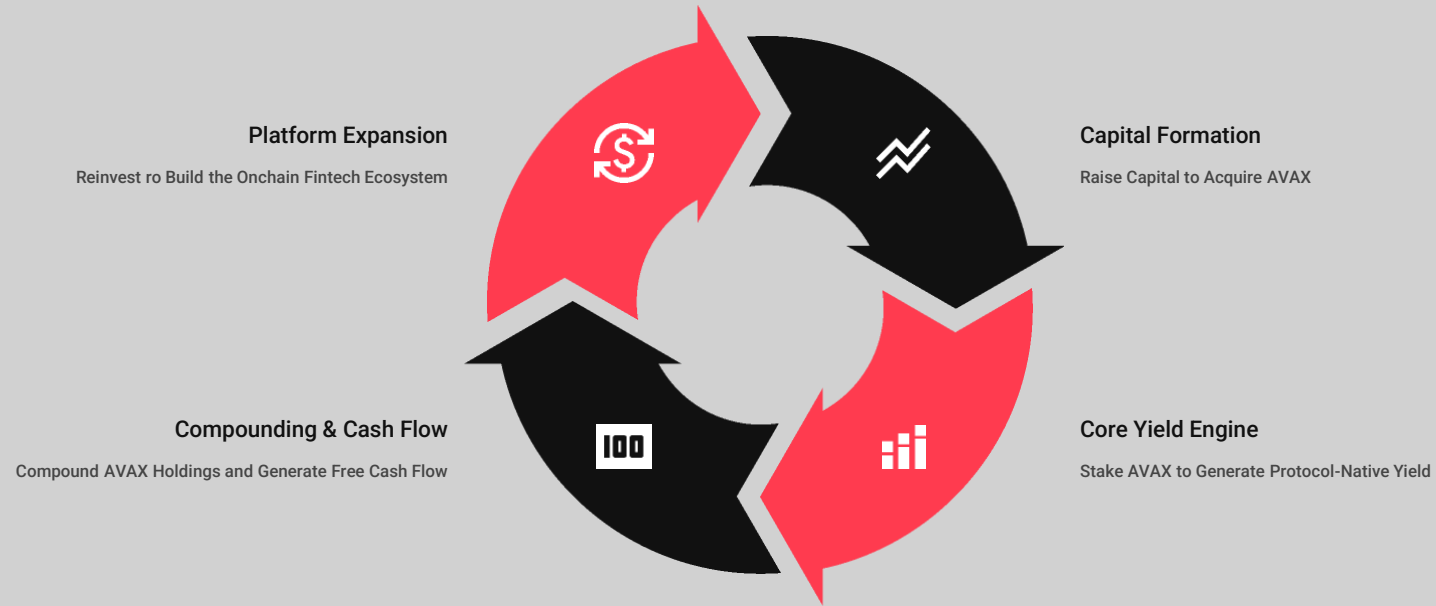 Platform Expansion
Reinvest ro Build the Onchain Fintech Ecosystem
Capital Formation
Raise Capital to Acquire AVAX
Compounding & Cash Flow
Compound AVAX Holdings and Generate Free Cash Flow
100
Core Yield Engine
Stake AVAX to Generate Protocol-Native Yield
$